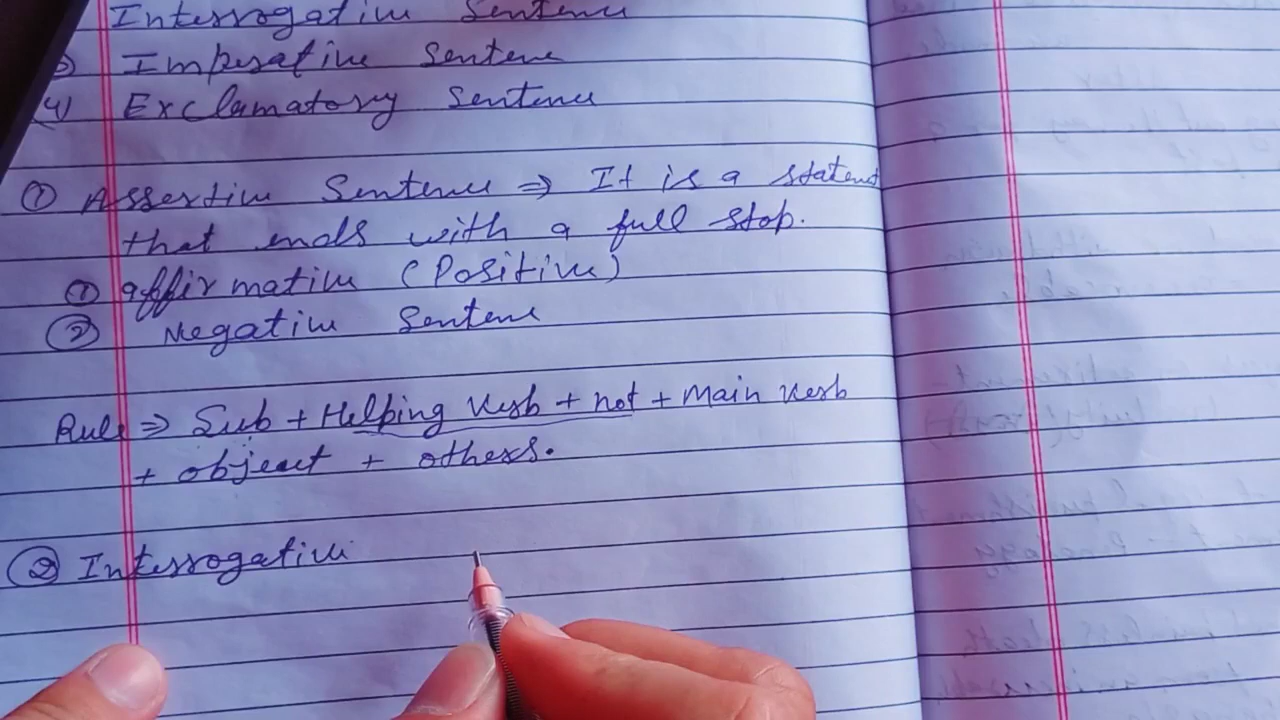 Interrogative Sentence
3) Imperative Sentence
(4) Exclamatory Sentence
① Assertive Sentence ⇒ It is a statement
that ends with a full stop.
① affirmative (Positive)
② Negative Sentence
Rule ⇒ Sub + Helping Verb + not + Main Verb
+ object + others.
② Interrogative